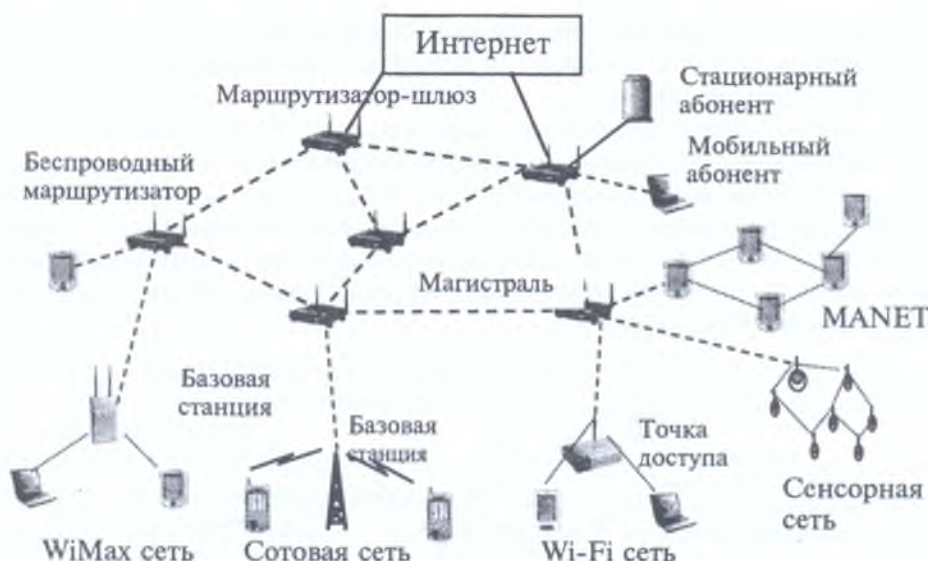 Интернет
Маршрутизатор-шлюз
Стационарный
абонент
Беспроводный
маршрутизатор
Мобильный
абонент
Магистраль
MANET
Базовая
станция
Базовая
станция
Точка
доступа
Сенсорная
сеть
WiMax сеть
Сотовая сеть
Wi-Fi сеть